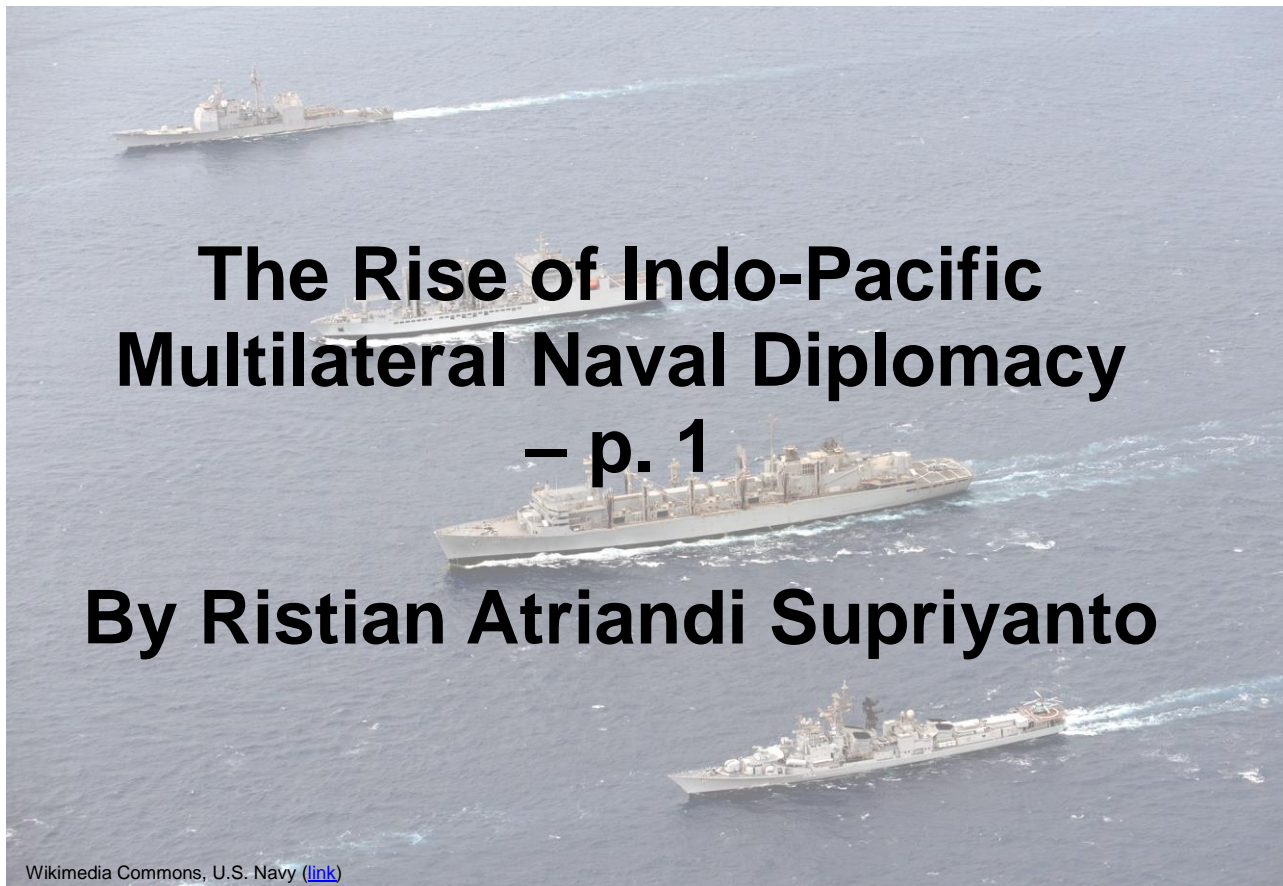 The Rise of Indo-Pacific
Multilateral Naval Diplomacy
– p. 1
By Ristian Atriandi Supriyanto
Wikimedia Commons, U.S. Navy (link)